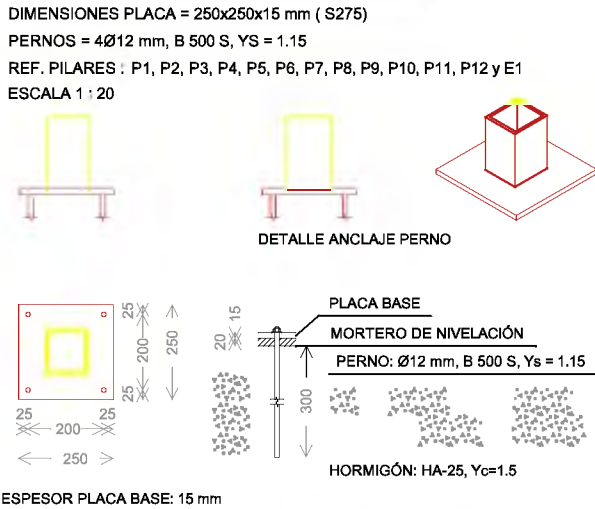 DIMENSIONES PLACA = 250x250x15 mm ( S275)
PERNOS = 4Ø12 mm, B 500 S, YS = 1.15
REF. PILARES : P1, P2, P3, P4, P5, P6, P7, P8, P9, P10, P11, P12 y E1
ESCALA 1 : 20
DETALLE ANCLAJE PERNO
25
200
25
250
25
25
200
250
20
15
300
PLACA BASE
MORTERO DE NIVELACIÓN
PERNO: Ø12 mm, B 500 S, Ys = 1.15
HORMIGÓN: HA-25, Yc=1.5
ESPESOR PLACA BASE: 15 mm